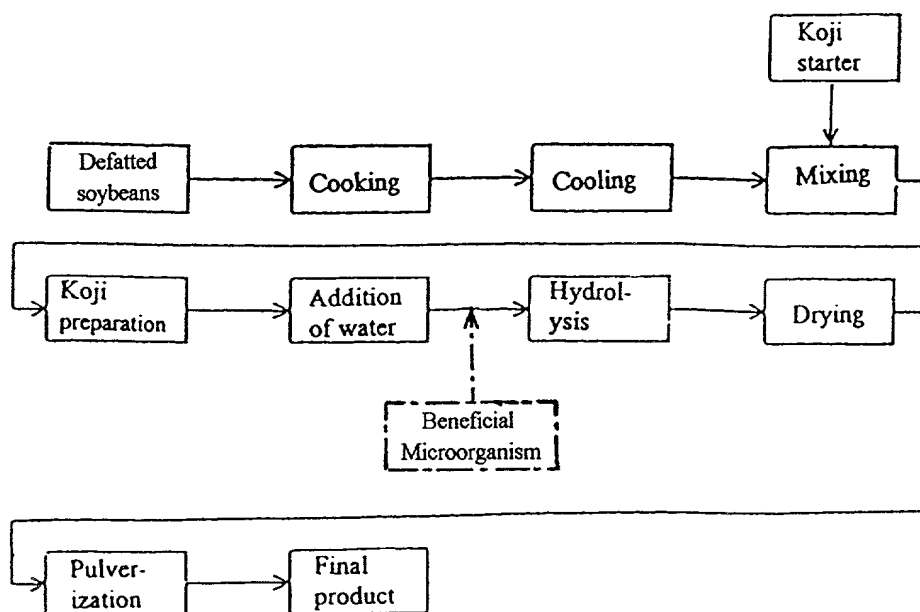 Koji
starter
Defatted
soybeans
Cooking
Cooling
Mixing
Koji
preparation
Addition
of water
Hydrol-
ysis
Drying
Beneficial
Microorganism
Pulver-
ization
Final
product